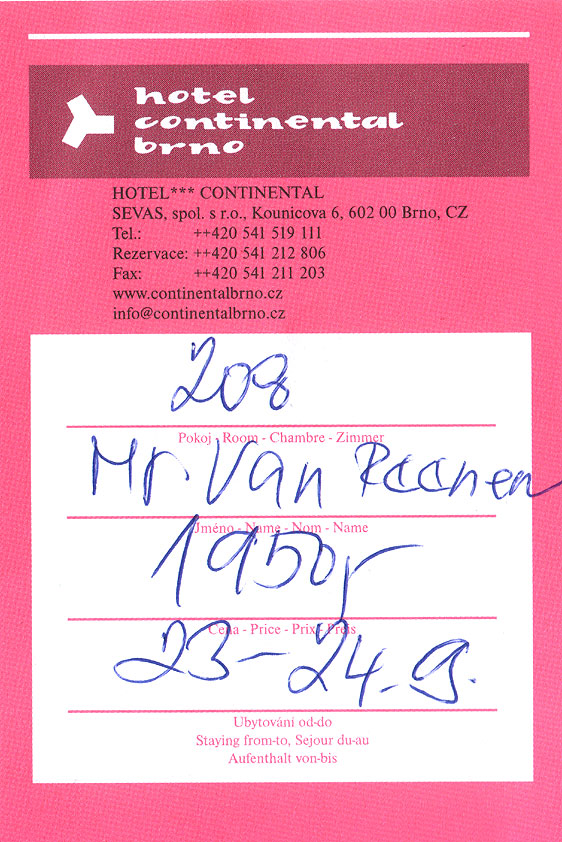 hotel
continental
brno
HOTEL*** CONTINENTAL
SEVAS, spol. s r.o., Kounicova 6, 602 00 Brno, CZ
Tel.: ++420 541 519 111
Rezervace: ++420 541 212 806
Fax: ++420 541 211 203
www.continentalbrno.cz
info@continentalbrno.cz
208
Pokoj - Room - Chambre - Zimmer
Mr Van
Jméno - Name - Nom - Name
1950,-
Cena - Price - Prix - Preis
23-24.9.
Ubytováni od-do
Staying from-to, Sejour du-au
Aufenthalt von-bis